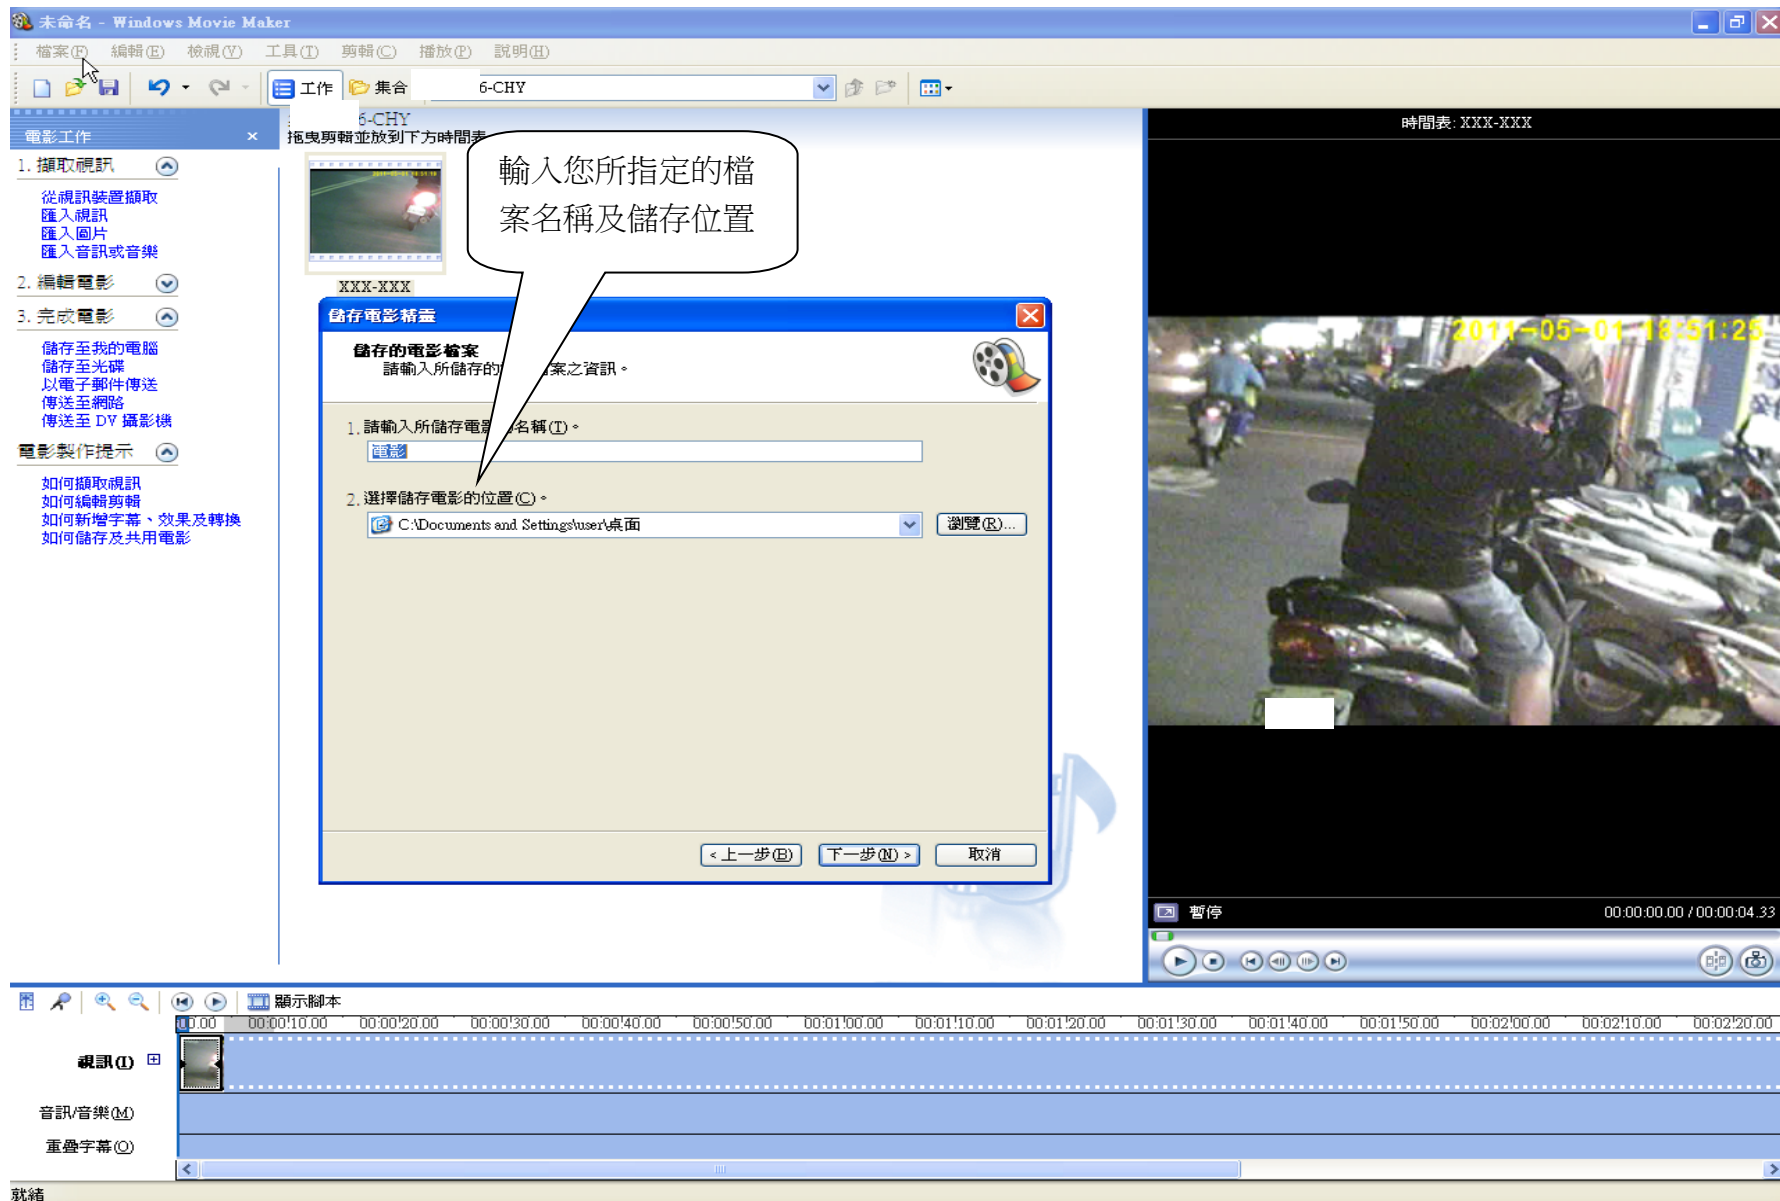 未命名 - Windows Movie Maker
檔案(F) 編輯(E) 檢視(V) 工具(T) 剪輯(C) 播放(P) 說明(H)
工作 集合 6-CHY
電影工作
6-CHY
拖曳剪輯並放到下方時間表
時間表: XXX-XXX
1. 擷取視訊
從視訊裝置擷取
匯入視訊
匯入圖片
匯入音訊或音樂
2. 編輯電影
3. 完成電影
儲存至我的電腦
儲存至光碟
以電子郵件傳送
傳送至網路
傳送至 DV 攝影機
電影製作提示
如何擷取視訊
如何編輯剪輯
如何新增字幕、效果及轉換
如何儲存及共用電影
XXX-XXX
輸入您所指定的檔
案名稱及儲存位置
儲存電影精靈
儲存的電影檔案
請輸入所儲存的 案之資訊。
1. 請輸入所儲存電影 名稱(T)。
電影
2. 選擇儲存電影的位置(C)。
C:\Documents and Settings\user\桌面
瀏覽(R)...
<上一步(B) 下一步(N)> 取消
2011-05-01 18:51:25
暫停 00:00:00.00 / 00:00:04.33
顯示腳本
0.00 00:00:10.00 00:00:20.00 00:00:30.00 00:00:40.00 00:00:50.00 00:01:00.00 00:01:10.00 00:01:20.00 00:01:30.00 00:01:40.00 00:01:50.00 00:02:00.00 00:02:10.00 00:02:20.00
視訊(I)
音訊/音樂(M)
重疊字幕(O)
就緒